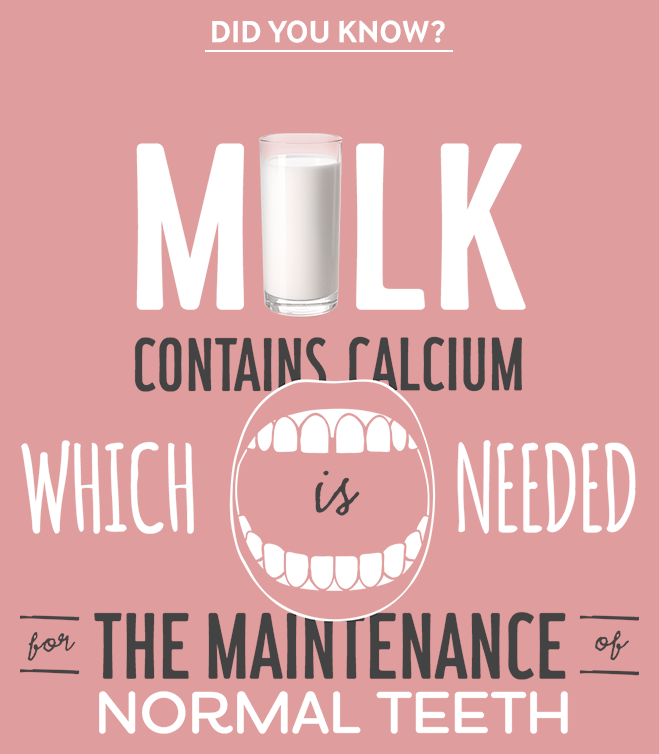 DID YOU KNOW?
MILK
CONTAINS CALCIUM
WHICH is NEEDED
for THE MAINTENANCE of
NORMAL TEETH